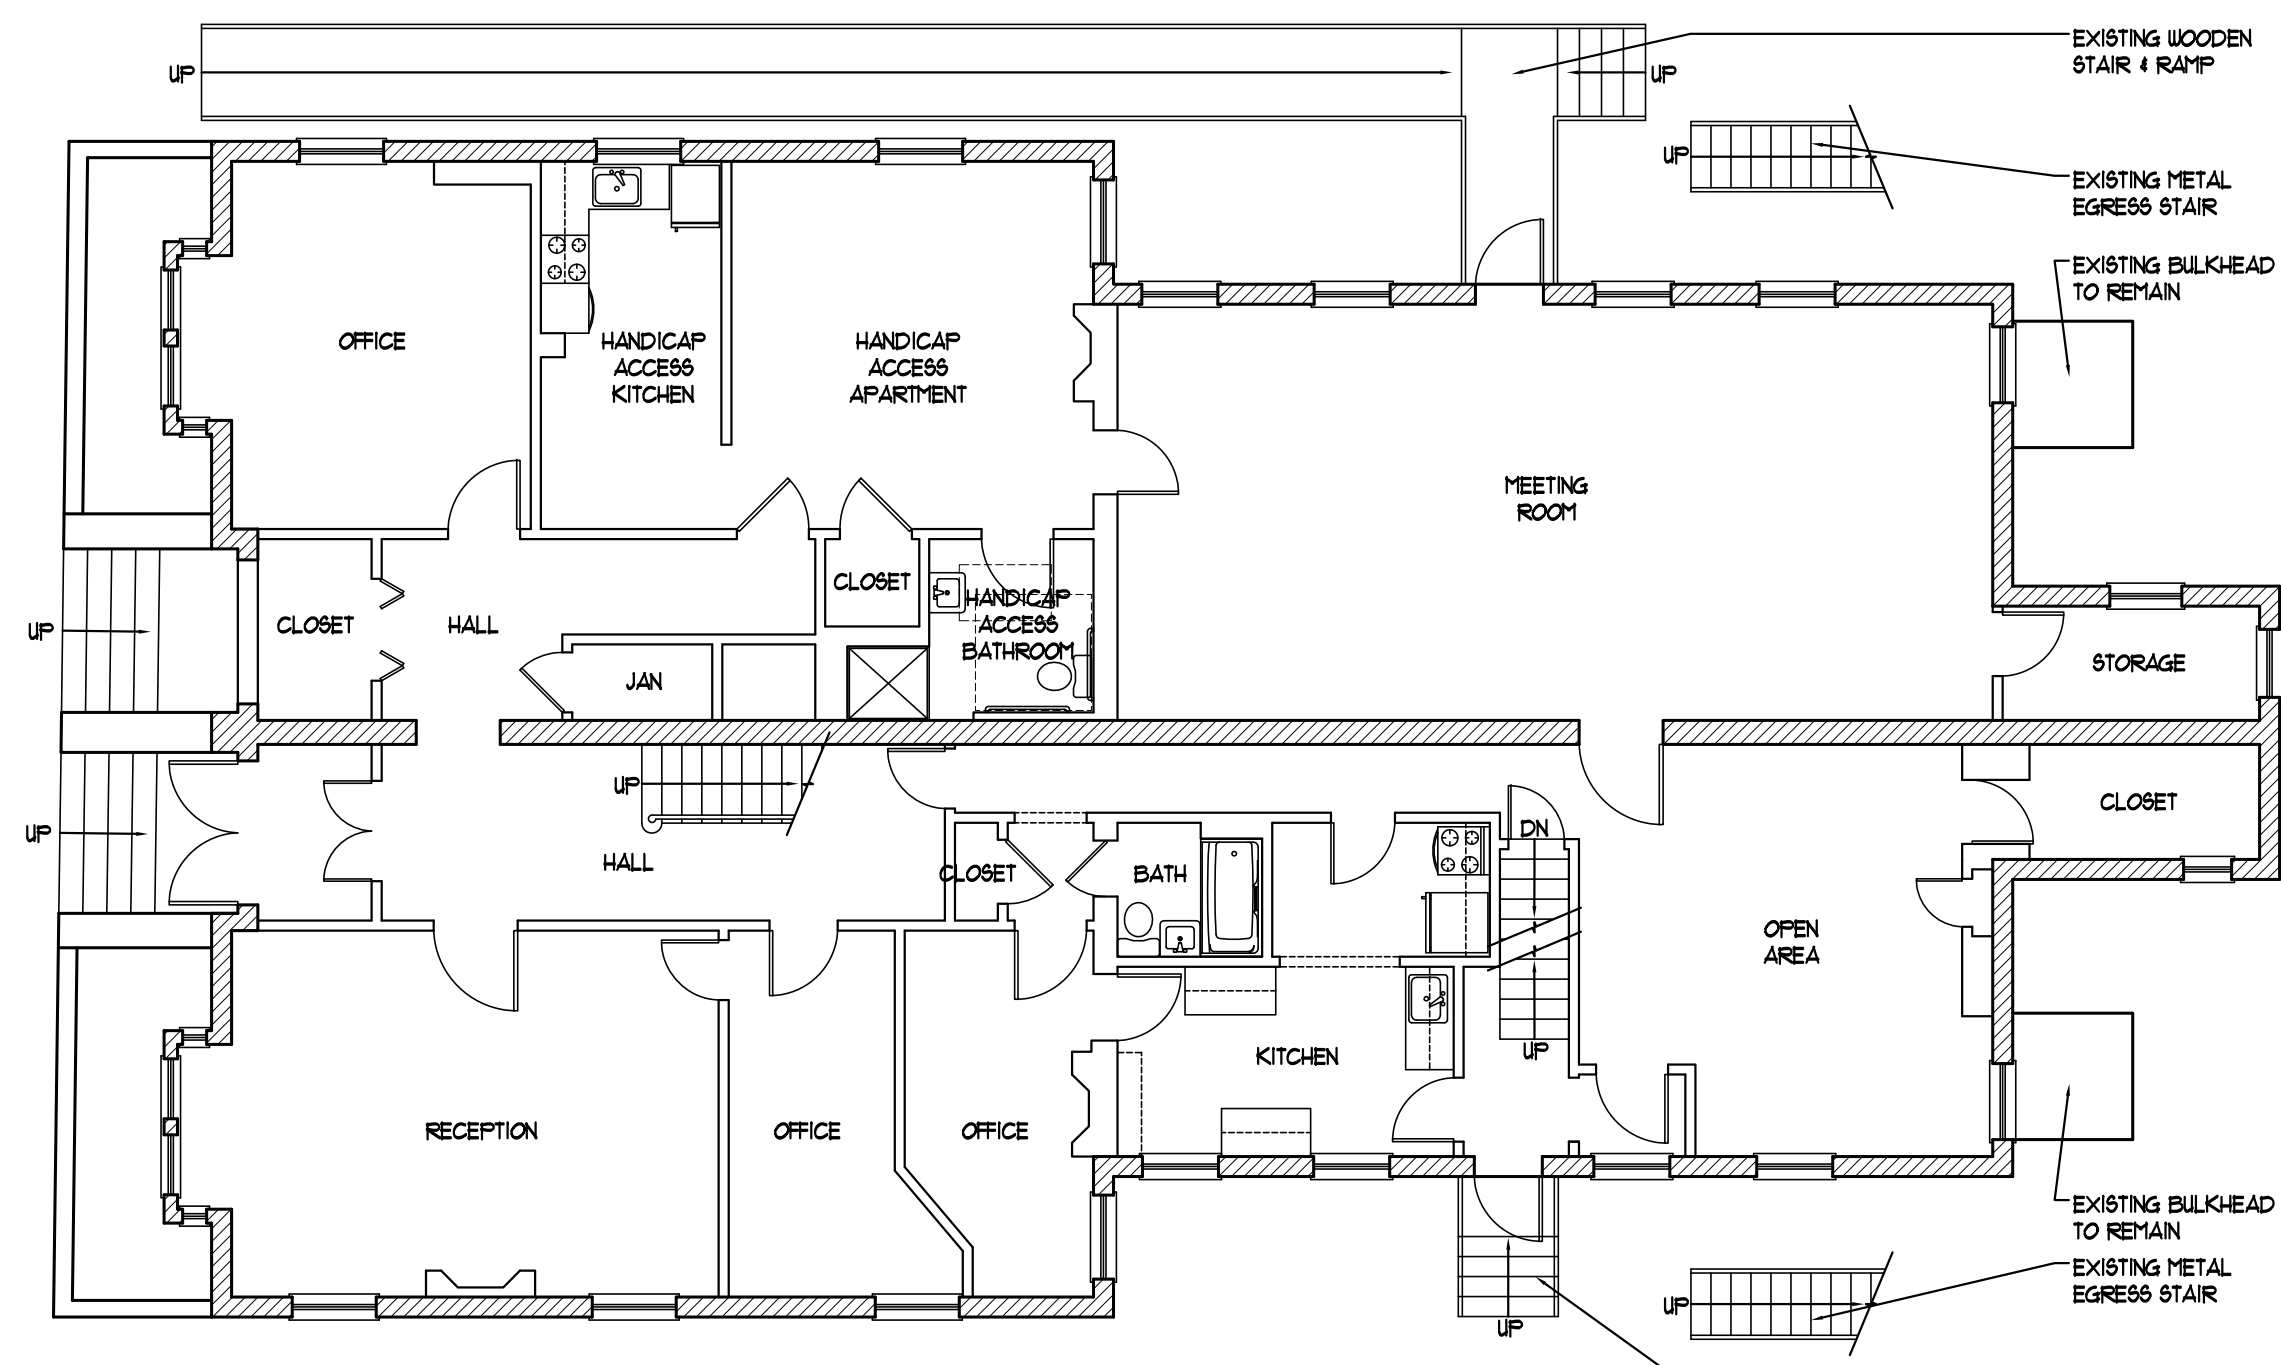 EXISTING WOODEN
STAIR & RAMP
UP
UP
UP
EXISTING METAL
EGRESS STAIR
EXISTING BULKHEAD
TO REMAIN
OFFICE
HANDICAP
ACCESS
KITCHEN
HANDICAP
ACCESS
APARTMENT
MEETING
ROOM
CLOSET
HANDICAP
ACCESS
BATHROOM
UP
CLOSET
HALL
JAN
STORAGE
UP
UP
HALL
CLOSET
BATH
DN
CLOSET
OPEN
AREA
KITCHEN
UP
RECEPTION
OFFICE
OFFICE
EXISTING BULKHEAD
TO REMAIN
EXISTING METAL
EGRESS STAIR
UP
UP